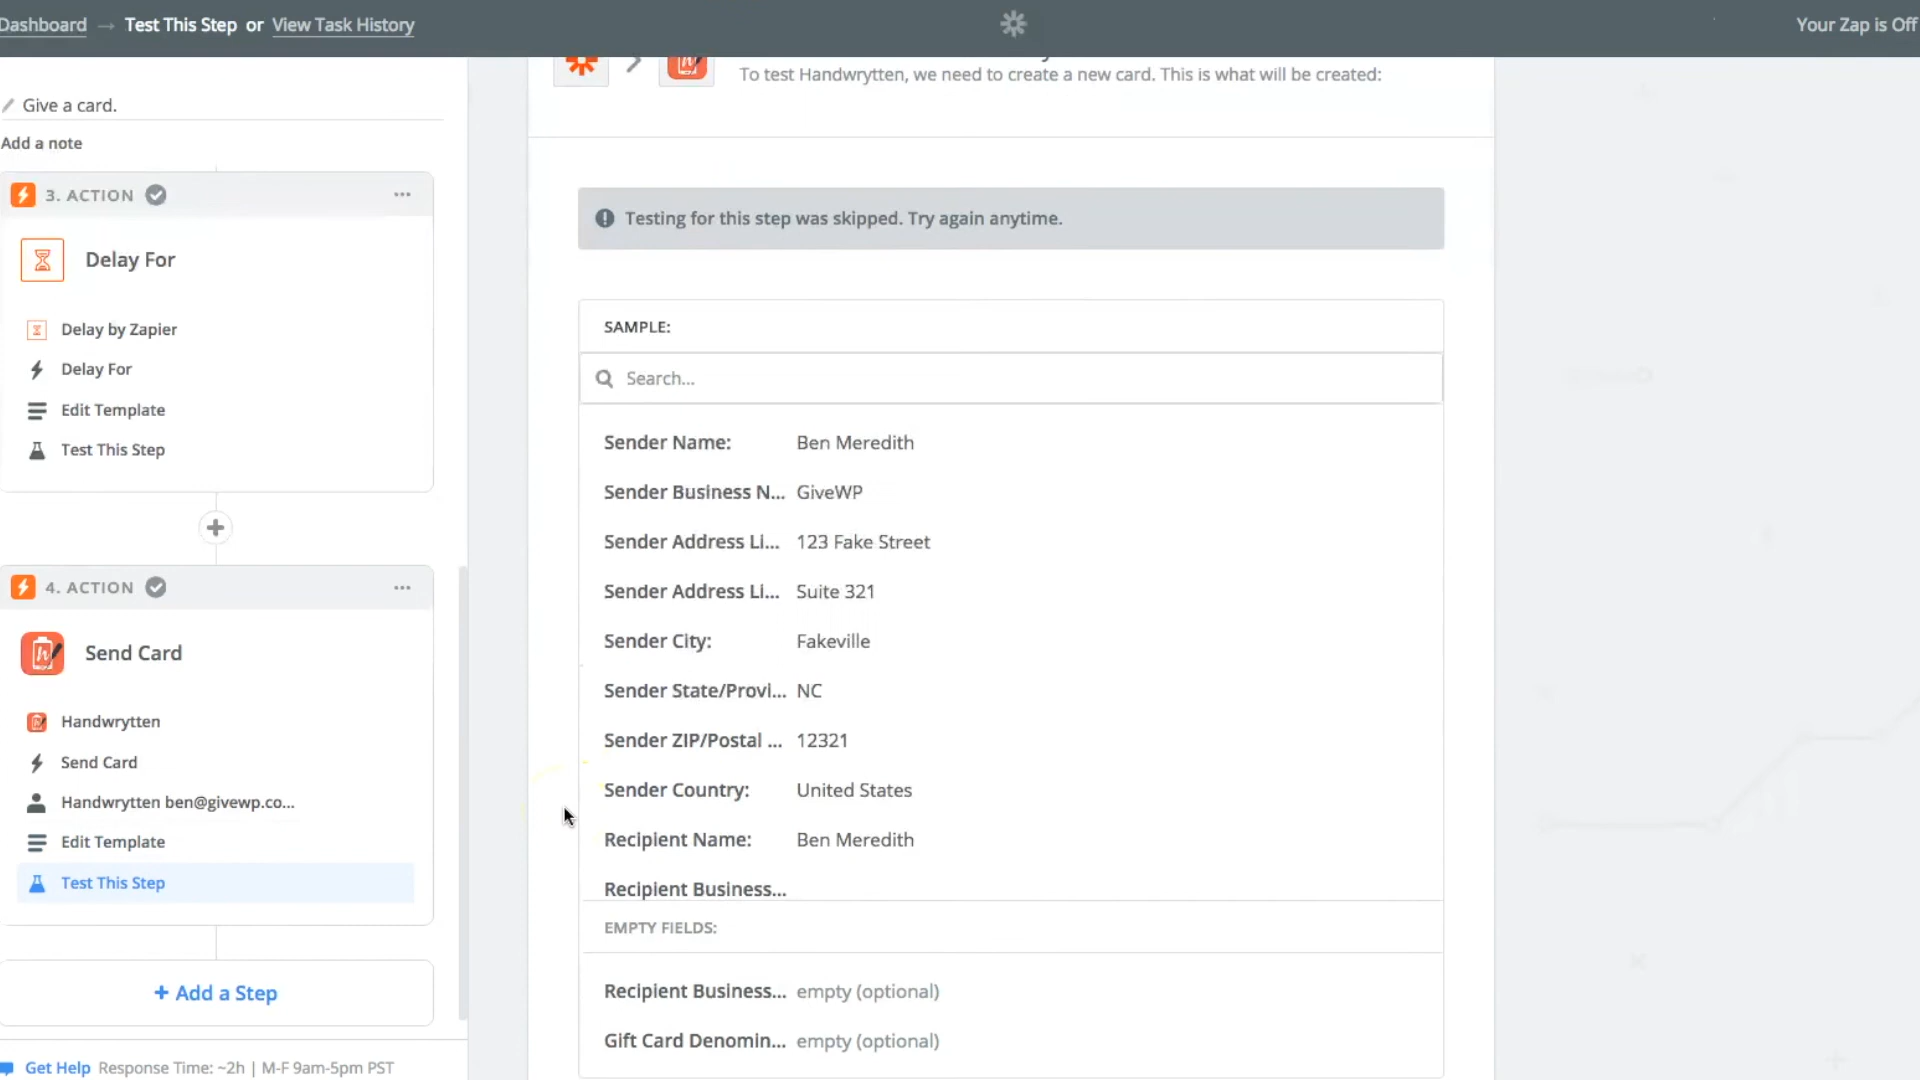 Dashboard → Test This Step or View Task History
Your Zap is Off
Give a card.
Add a note
3. ACTION
Delay For
Delay by Zapier
Delay For
Edit Template
Test This Step
4. ACTION
Send Card
Handwrytten
Send Card
Handwrytten ben@givewp.co...
Edit Template
Test This Step
+ Add a Step
Get Help Response Time: ~2h | M-F 9am-5pm PST
To test Handwrytten, we need to create a new card. This is what will be created:
Testing for this step was skipped. Try again anytime.
SAMPLE:
Search...
Sender Name: Ben Meredith
Sender Business N... GiveWP
Sender Address Li... 123 Fake Street
Sender Address Li... Suite 321
Sender City: Fakeville
Sender State/Provi... NC
Sender ZIP/Postal ... 12321
Sender Country: United States
Recipient Name: Ben Meredith
Recipient Business...
EMPTY FIELDS:
Recipient Business... empty (optional)
Gift Card Denomin... empty (optional)